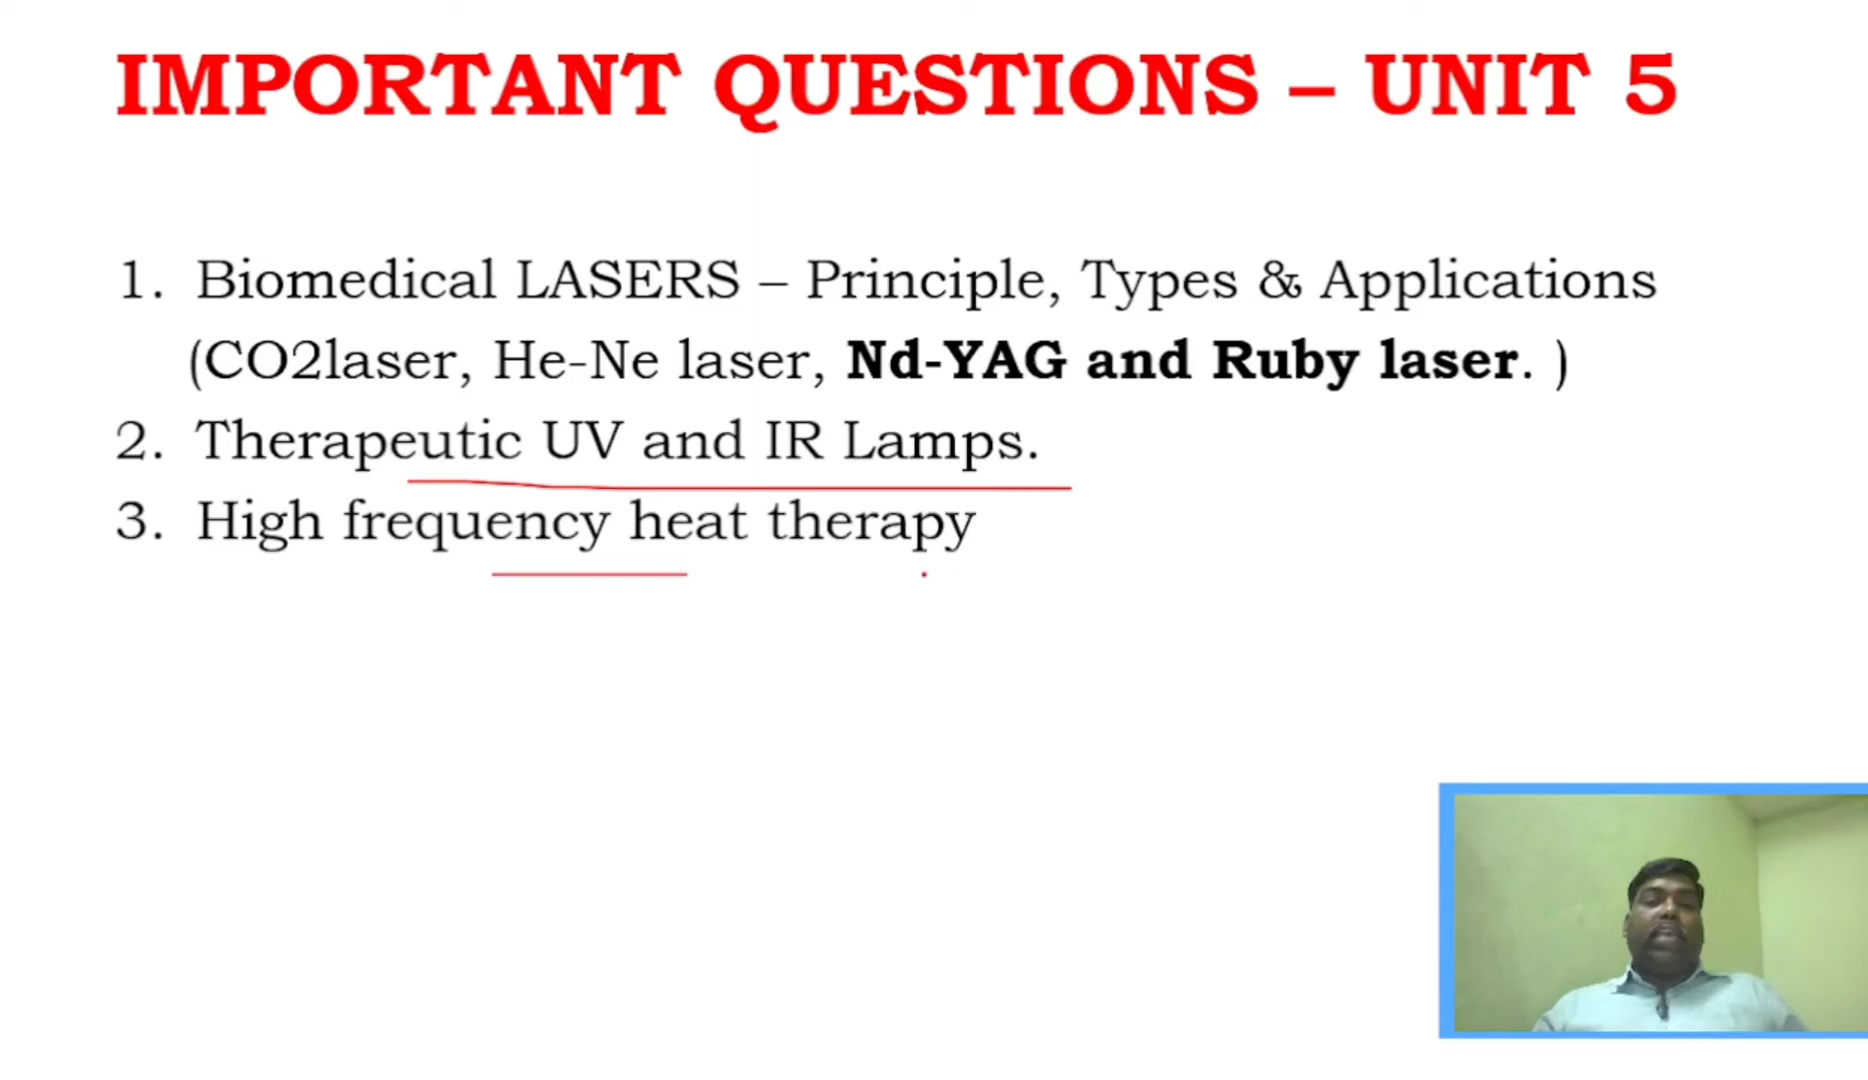 IMPORTANT QUESTIONS – UNIT 5
1. Biomedical LASERS – Principle, Types & Applications
(CO2laser, He-Ne laser, Nd-YAG and Ruby laser. )
2. Therapeutic UV and IR Lamps.
3. High frequency heat therapy